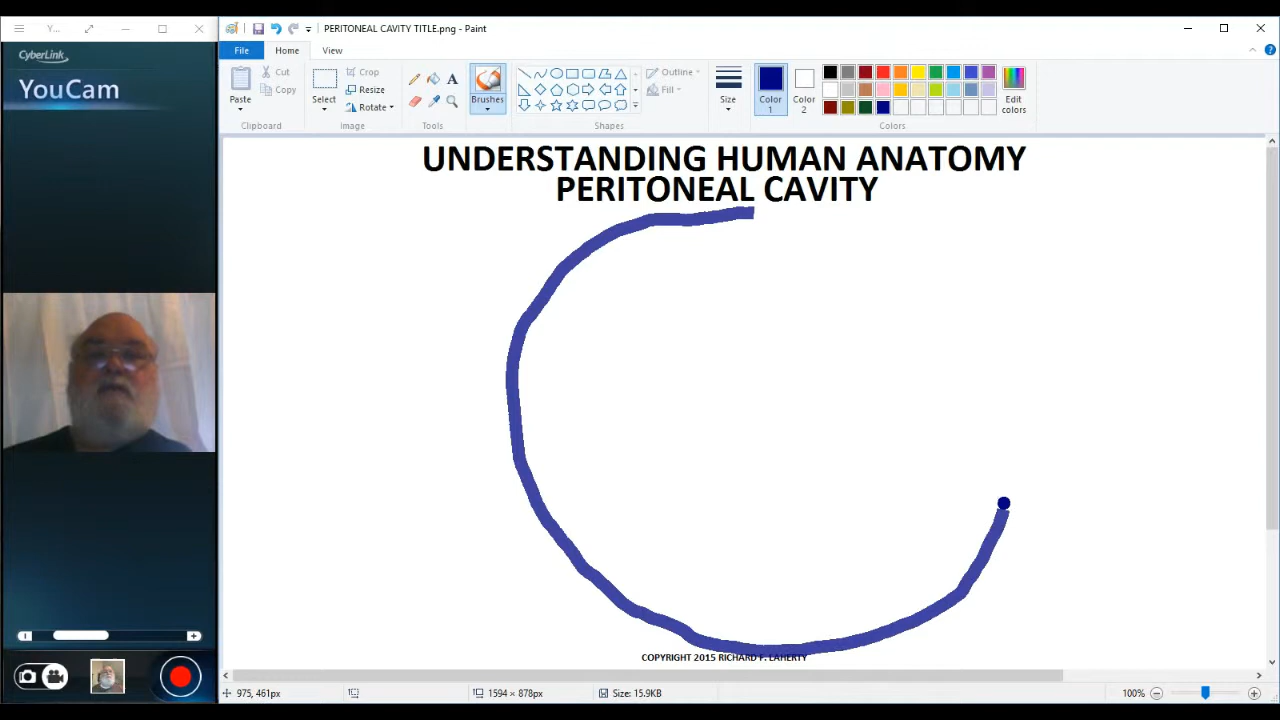 Y...
PERITONEAL CAVITY TITLE.png - Paint
CyberLink
YouCam
File
Home
View
Paste
Cut
Copy
Clipboard
Select
Crop
Resize
Rotate
Image
A
Tools
Brushes
Outline
Fill
Shapes
Size
Color
1
Color
2
Edit
colors
Colors
UNDERSTANDING HUMAN ANATOMY
PERITONEAL CAVITY
COPYRIGHT 2015 RICHARD F. LAHERTY
975, 461px
1594 × 878px
Size: 15.9KB
100%